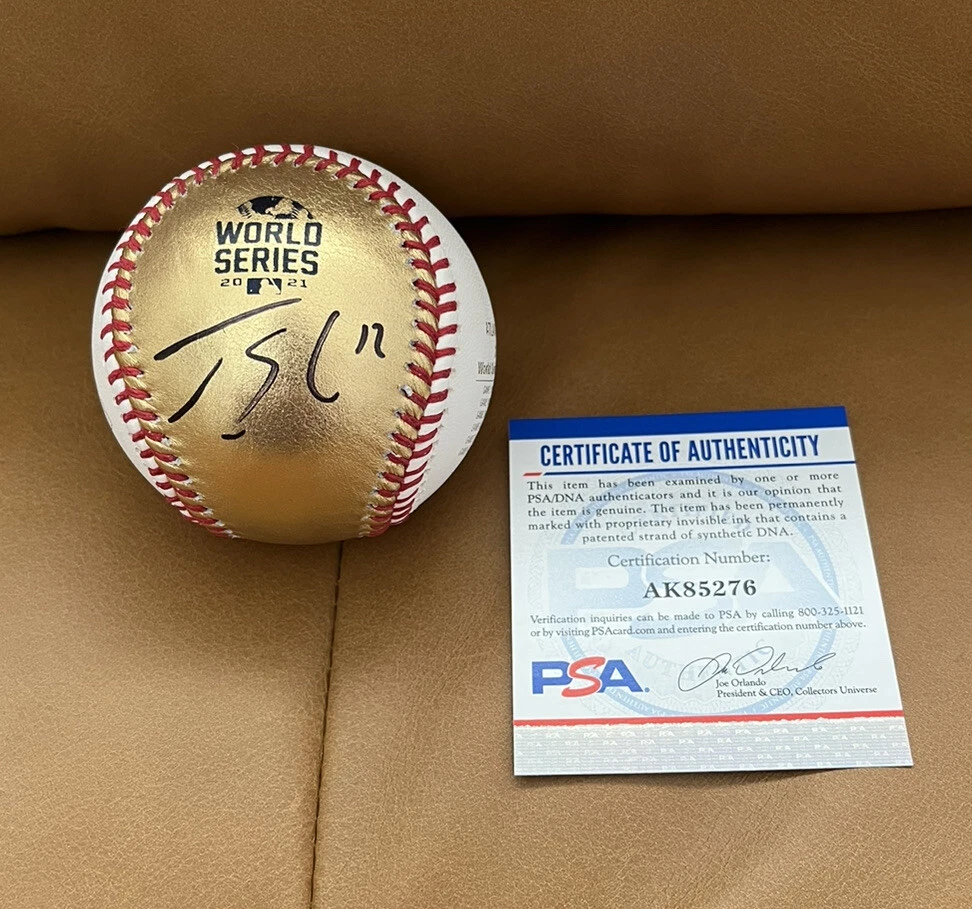 WORLD
SERIES
20 21
12
World
CERTIFICATE OF AUTHENTICITY
This item has been examined by one or more
PSA/DNA authenticators and it is our opinion that
the item is genuine. The item has been permanently
marked with proprietary invisible ink that contains a
patented strand of synthetic DNA.
Certification Number:
AK85276
Verification inquiries can be made to PSA by calling 800-325-1121
or by visiting PSAcard.com and entering the certification number above.
PSA.
Joe Orlando
President & CEO, Collectors Universe